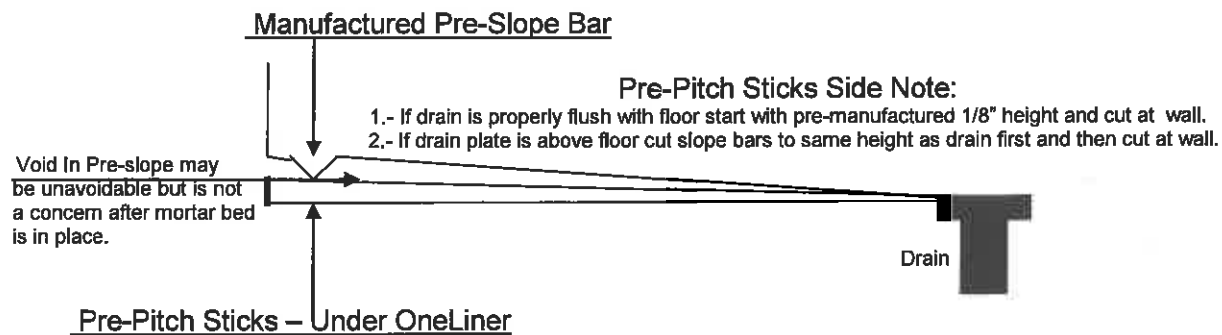 Manufactured Pre-Slope Bar
Pre-Pitch Sticks Side Note:
1.- If drain is properly flush with floor start with pre-manufactured 1/8" height and cut at wall.
2.- If drain plate is above floor cut slope bars to same height as drain first and then cut at wall.
Void In Pre-slope may
be unavoidable but is not
a concern after mortar bed
is in place.
Drain
Pre-Pitch Sticks – Under OneLiner